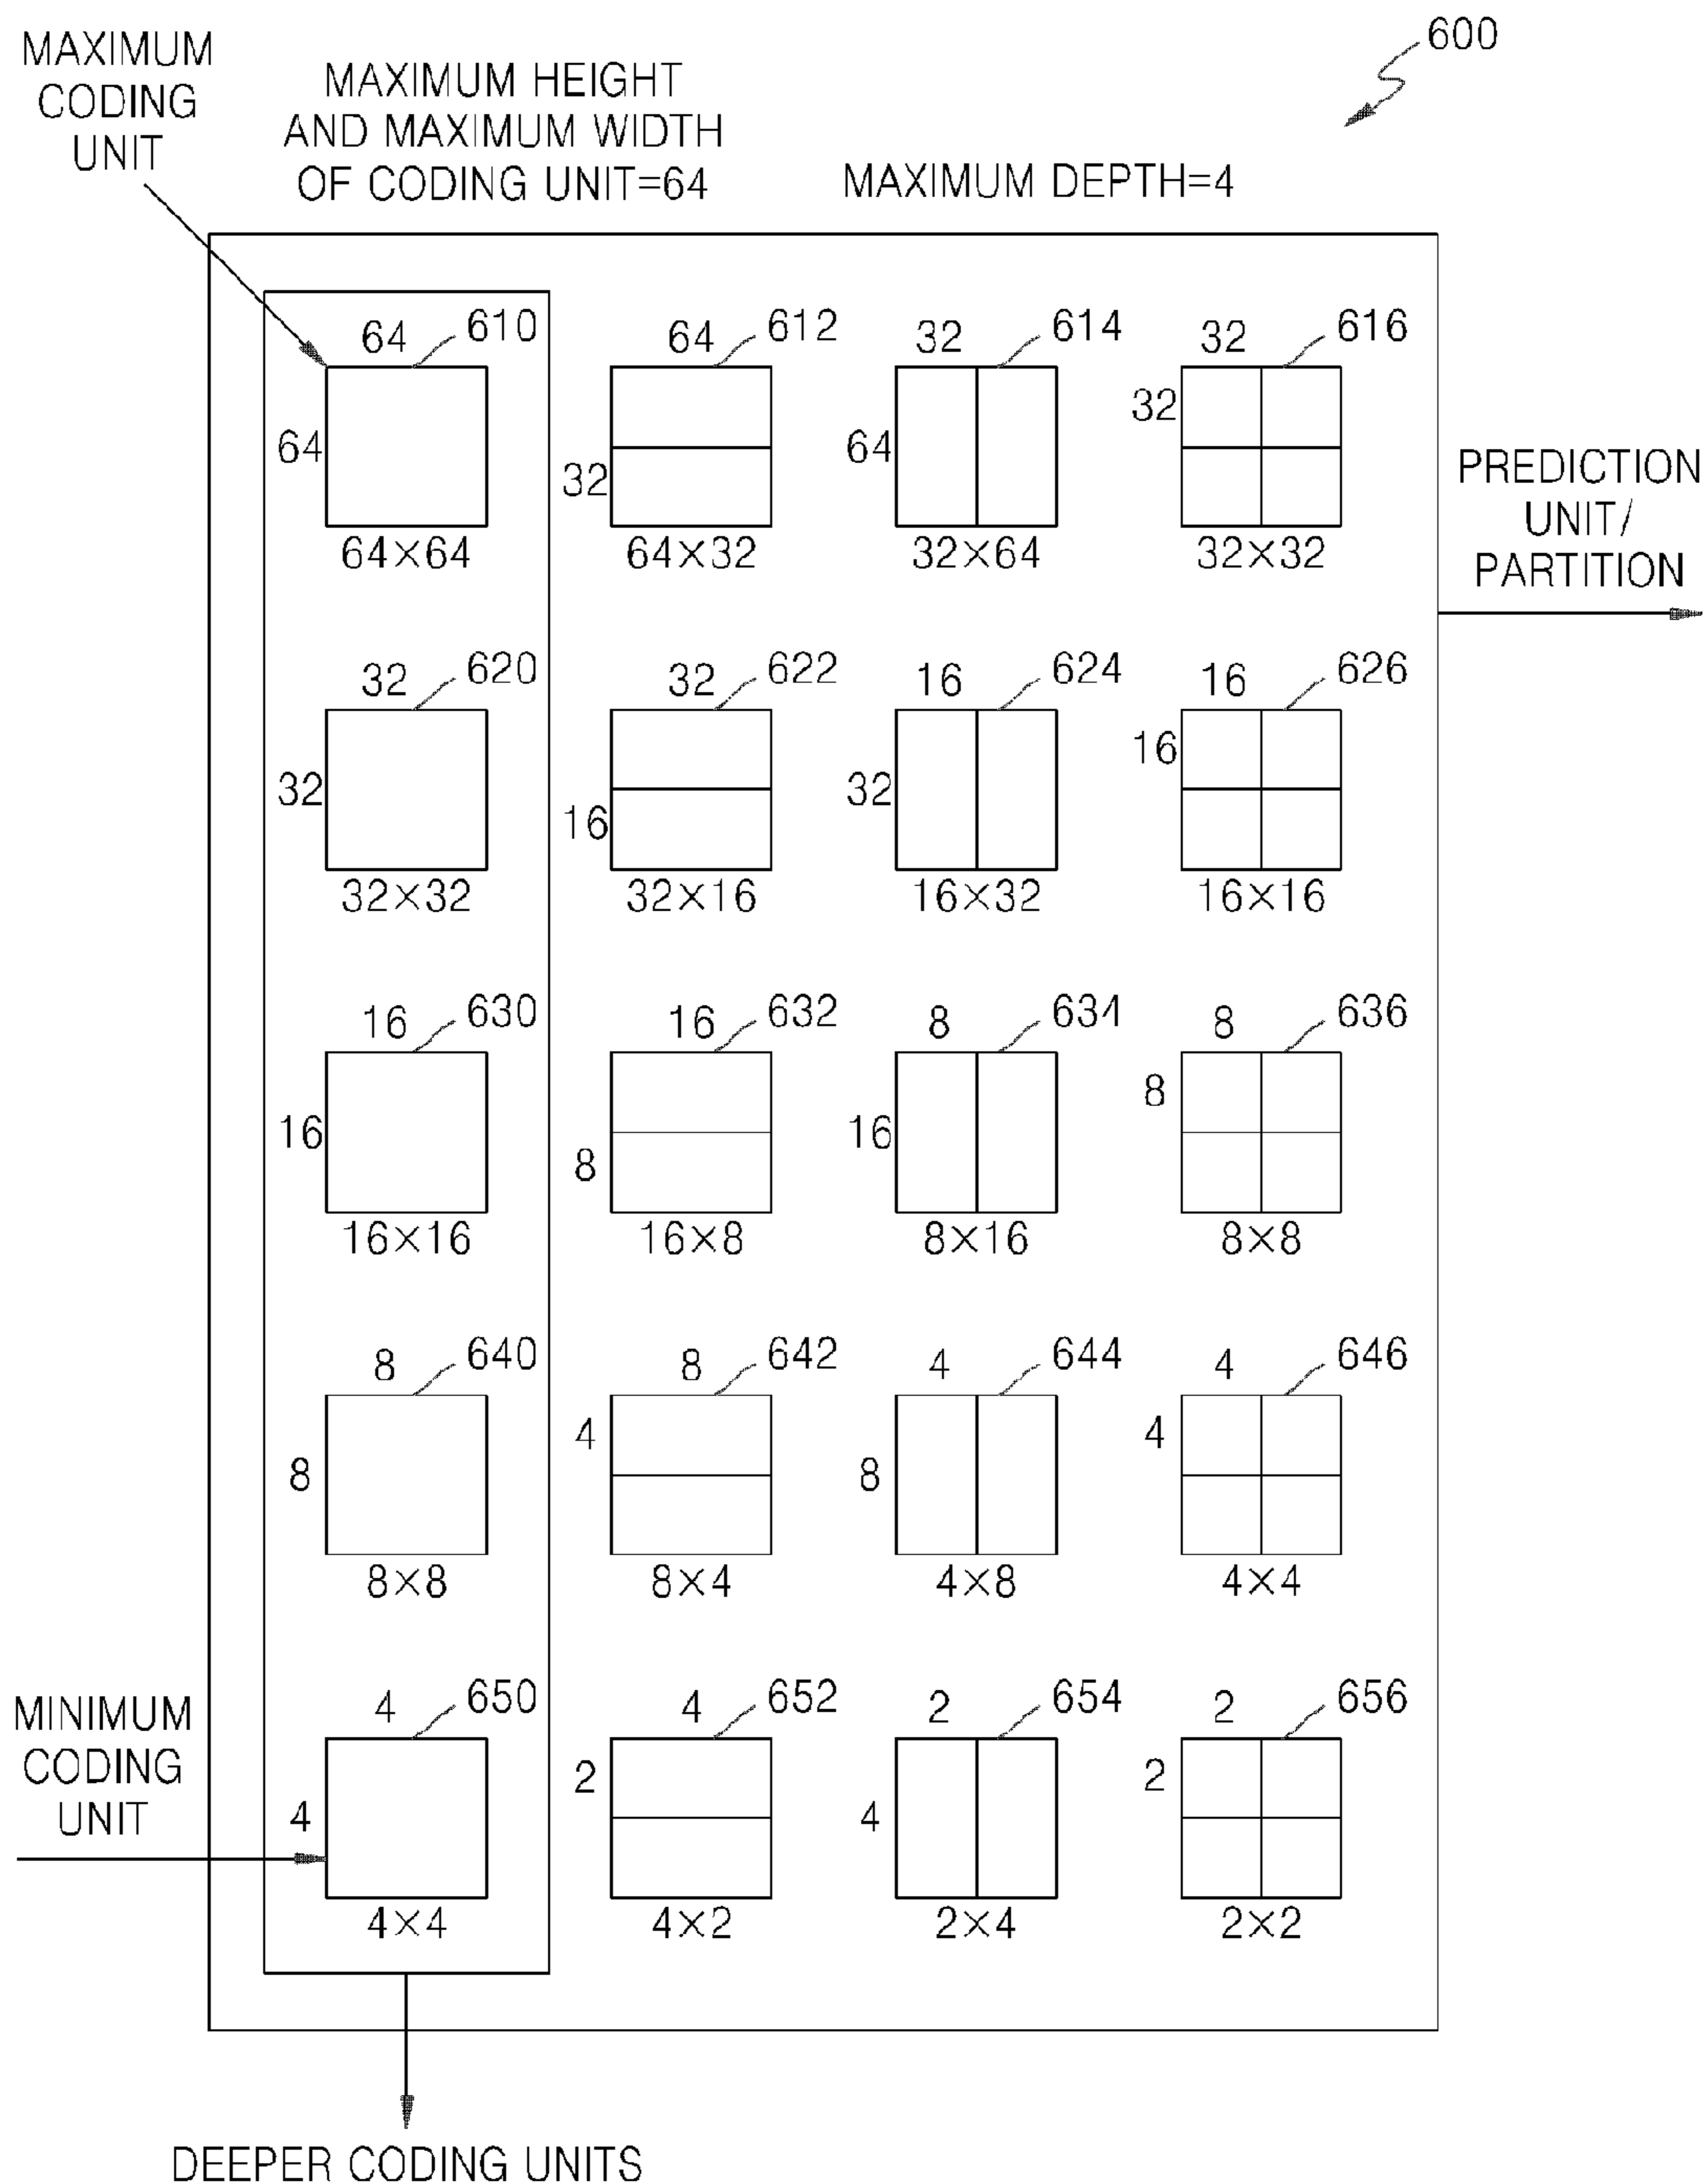 600
MAXIMUM
CODING
UNIT
MAXIMUM HEIGHT
AND MAXIMUM WIDTH
OF CODING UNIT=64
MAXIMUM DEPTH=4
64 610 64 612 32 614 32 616
64 32 64 32
64×64 64×32 32×64 32×32
PREDICTION
UNIT/
PARTITION
32 620 32 622 16 624 16 626
32 16 32 16
32×32 32×16 16×32 16×16
16 630 16 632 8 634 8 636
16 8 16 8
16×16 16×8 8×16 8×8
8 640 8 642 4 644 4 646
8 4 8 4
8×8 8×4 4×8 4×4
MINIMUM
CODING
UNIT
4 650 4 652 2 654 2 656
4 2 4 2
4×4 4×2 2×4 2×2
DEEPER CODING UNITS